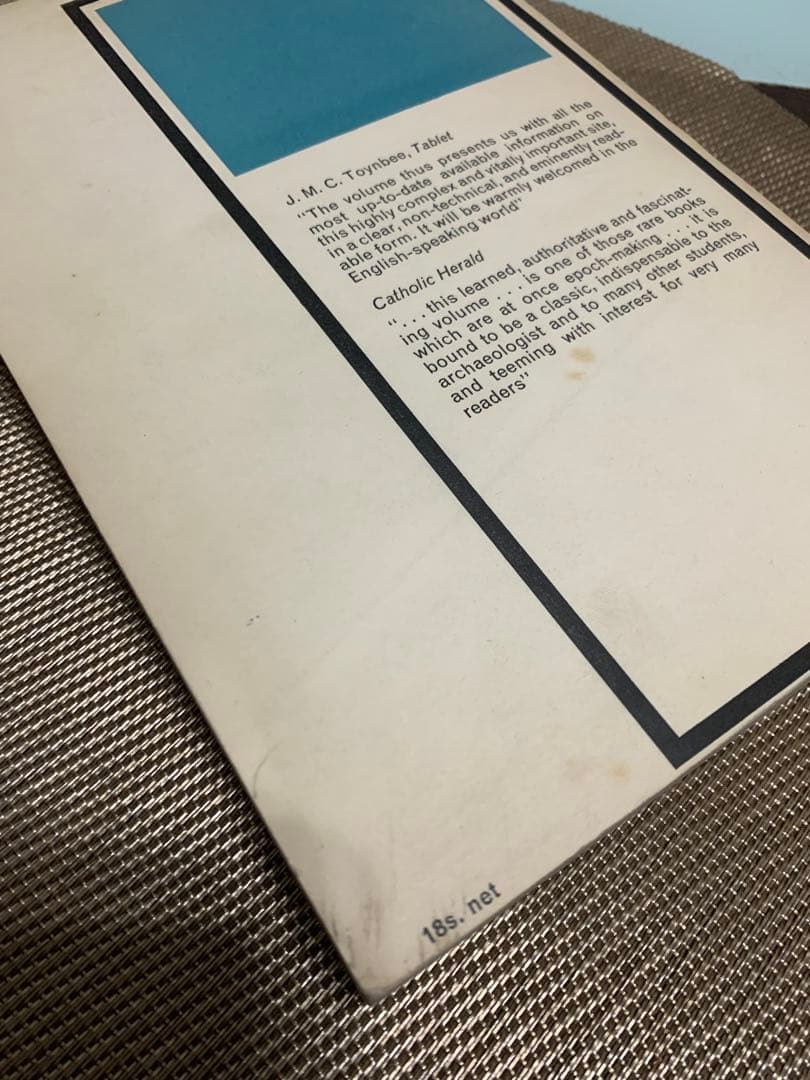 J. M. C. Toynbee, Tablet
"The volume thus presents us with all the
most up-to-date available information on
this highly complex and vitally important site,
in a clear, non-technical, and eminently read-
able form. It will be warmly welcomed in the
English-speaking world"
Catholic Herald
". . . this learned, authoritative and fascinat-
ing volume . . . is one of those rare books
which are at once epoch-making . . . it is
bound to be a classic, indispensable to the
archaeologist and to many other students,
and teeming with interest for very many
readers"
18s. net